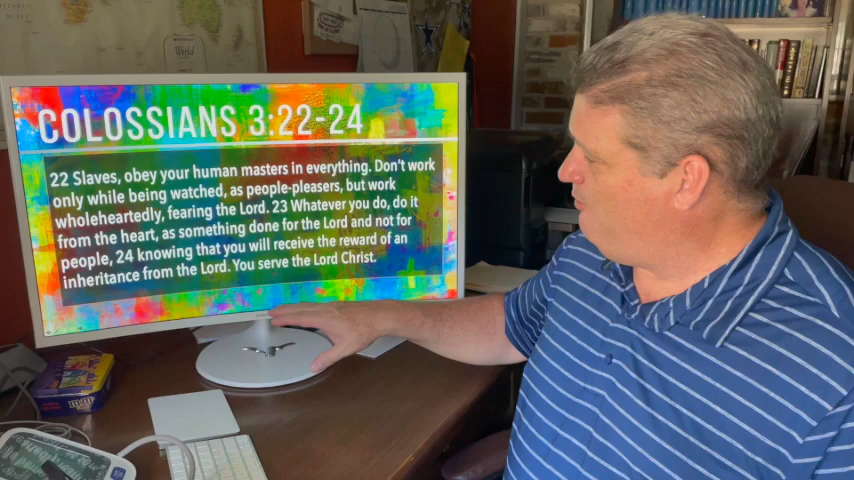 World
COLOSSIANS 3:22-24
22 Slaves, obey your human masters in everything. Don't work
only while being watched, as people-pleasers, but work
wholeheartedly, fearing the Lord. 23 Whatever you do, do it
from the heart, as something done for the Lord and not for
people, 24 knowing that you will receive the reward of an
inheritance from the Lord. You serve the Lord Christ.